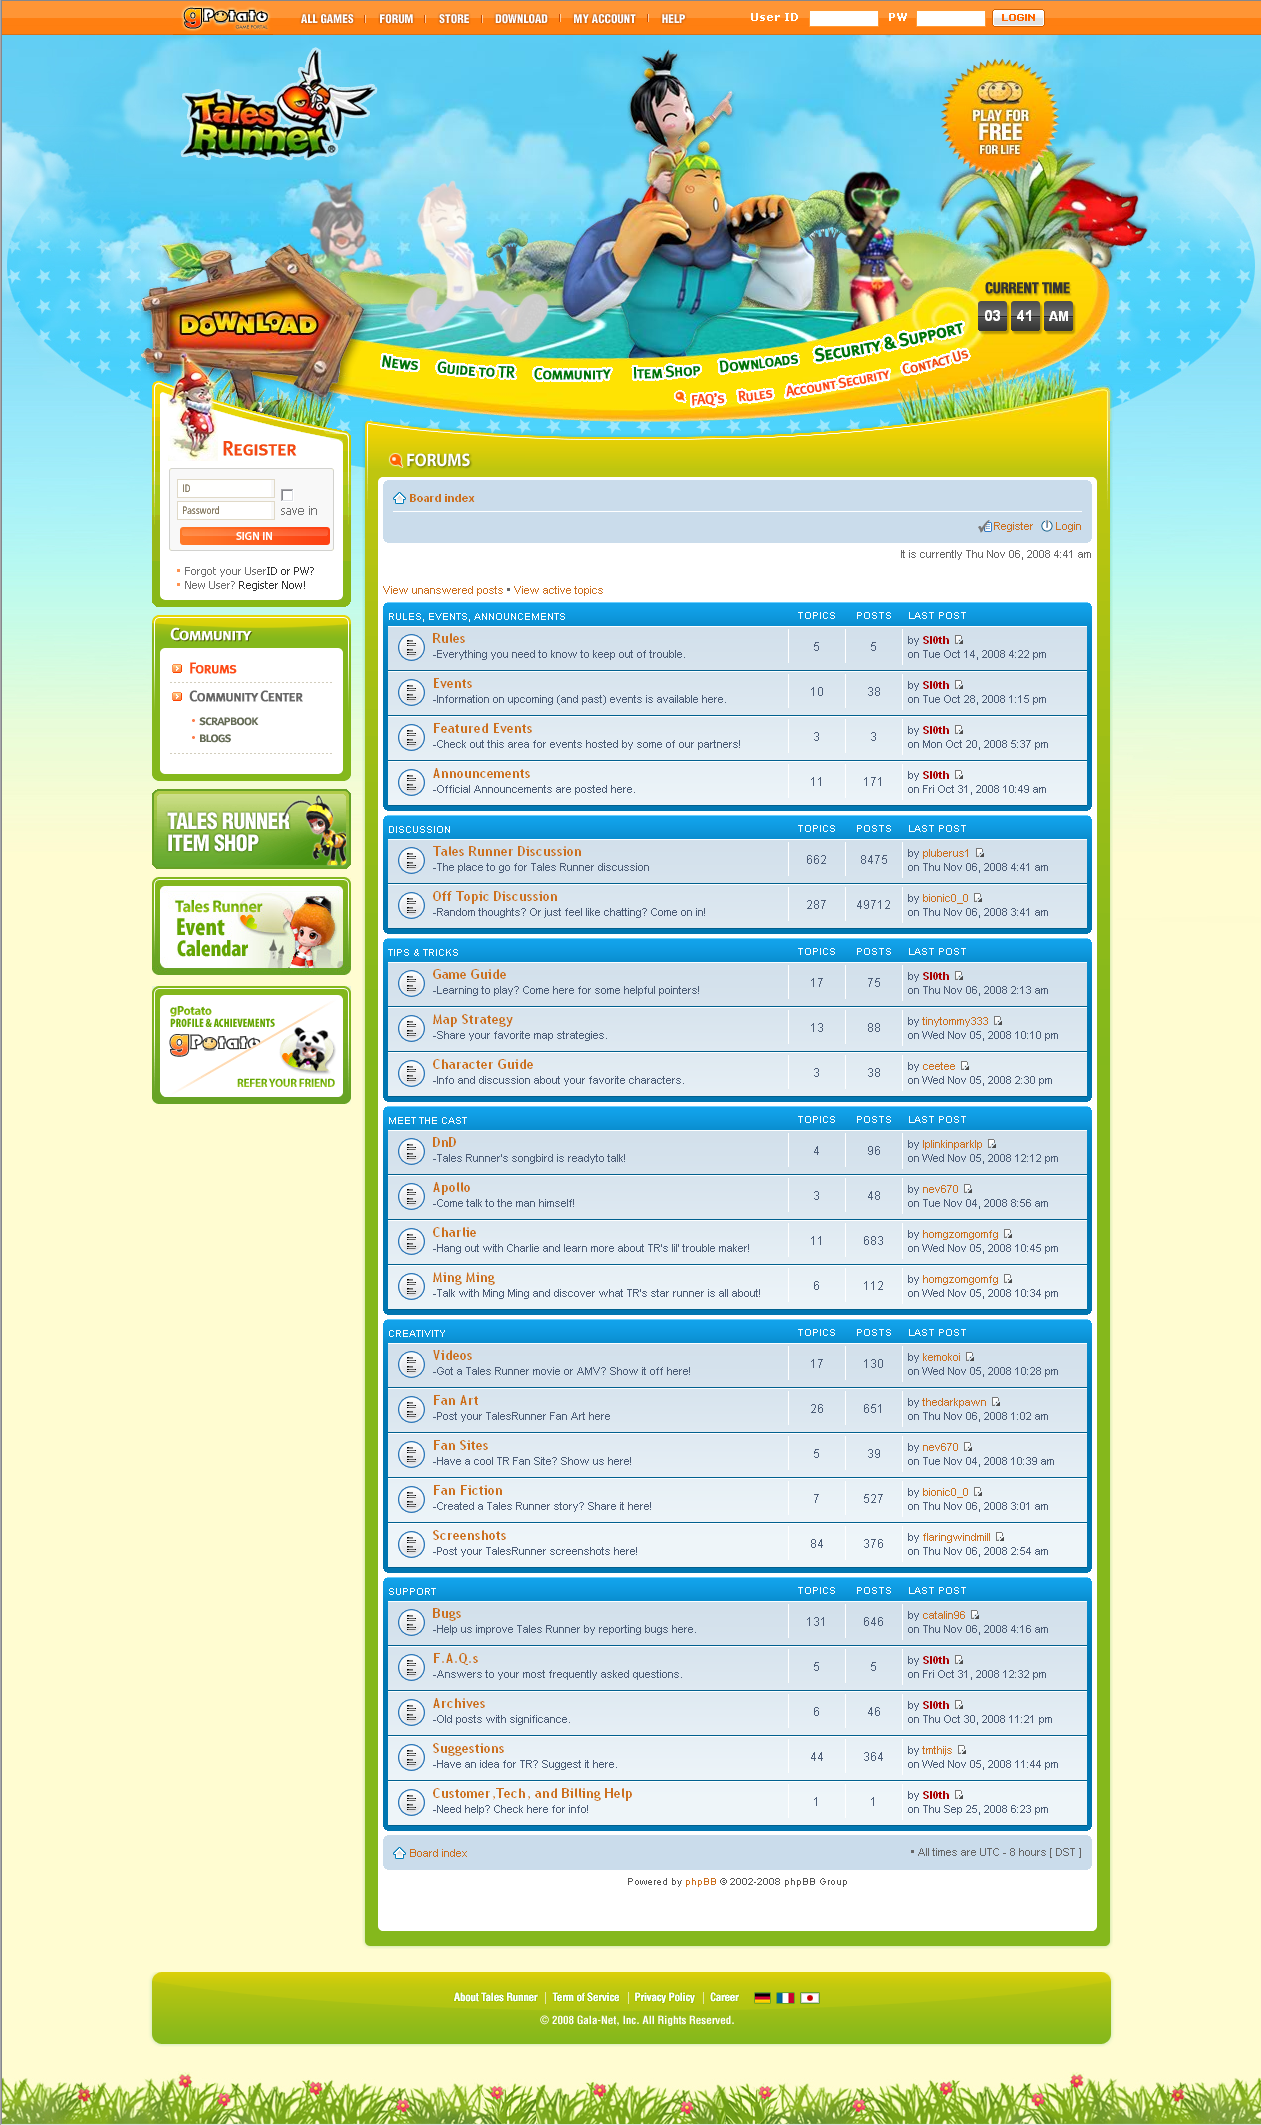 gPotato
GAME PORTAL
ALL GAMES
FORUM
STORE
DOWNLOAD
MY ACCOUNT
HELP
User ID
PW
LOGIN
Tales Runner®
PLAY FOR
FREE
FOR LIFE
CURRENT TIME
03 41 AM
DOWNLOAD
NEWS
GUIDE TO TR
COMMUNITY
ITEM SHOP
DOWNLOADS
SECURITY & SUPPORT
FAQ'S
RULES
ACCOUNT SECURITY
CONTACT US
REGISTER
ID
Password
save in
SIGN IN
Forgot your UserID or PW?
New User? Register Now!
COMMUNITY
FORUMS
COMMUNITY CENTER
SCRAPBOOK
BLOGS
TALES RUNNER
ITEM SHOP
Tales Runner
Event
Calendar
gPotato
PROFILE & ACHIEVEMENTS
gPotato
REFER YOUR FRIEND
FORUMS
Board index
Register Login
It is currently Thu Nov 06, 2008 4:41 am
View unanswered posts • View active topics
RULES, EVENTS, ANNOUNCEMENTS TOPICS POSTS LAST POST
Rules
-Everything you need to know to keep out of trouble.
5 5
by Sl0th
on Tue Oct 14, 2008 4:22 pm
Events
-Information on upcoming (and past) events is available here.
10 38
by Sl0th
on Tue Oct 28, 2008 1:15 pm
Featured Events
-Check out this area for events hosted by some of our partners!
3 3
by Sl0th
on Mon Oct 20, 2008 5:37 pm
Announcements
-Official Announcements are posted here.
11 171
by Sl0th
on Fri Oct 31, 2008 10:49 am
DISCUSSION TOPICS POSTS LAST POST
Tales Runner Discussion
-The place to go for Tales Runner discussion
662 8475
by pluberus1
on Thu Nov 06, 2008 4:41 am
Off Topic Discussion
-Random thoughts? Or just feel like chatting? Come on in!
287 49712
by bionic0_0
on Thu Nov 06, 2008 3:41 am
TIPS & TRICKS TOPICS POSTS LAST POST
Game Guide
-Learning to play? Come here for some helpful pointers!
17 75
by Sl0th
on Thu Nov 06, 2008 2:13 am
Map Strategy
-Share your favorite map strategies.
13 88
by tinytommy333
on Wed Nov 05, 2008 10:10 pm
Character Guide
-Info and discussion about your favorite characters.
3 38
by ceetee
on Wed Nov 05, 2008 2:30 pm
MEET THE CAST TOPICS POSTS LAST POST
DnD
-Tales Runner's songbird is readyto talk!
4 96
by lplinkinparklp
on Wed Nov 05, 2008 12:12 pm
Apollo
-Come talk to the man himself!
3 48
by nev670
on Tue Nov 04, 2008 8:56 am
Charlie
-Hang out with Charlie and learn more about TR's lil' trouble maker!
11 683
by homgzomgomfg
on Wed Nov 05, 2008 10:45 pm
Ming Ming
-Talk with Ming Ming and discover what TR's star runner is all about!
6 112
by homgzomgomfg
on Wed Nov 05, 2008 10:34 pm
CREATIVITY TOPICS POSTS LAST POST
Videos
-Got a Tales Runner movie or AMV? Show it off here!
17 130
by kemokoi
on Wed Nov 05, 2008 10:28 pm
Fan Art
-Post your TalesRunner Fan Art here
26 651
by thedarkpawn
on Thu Nov 06, 2008 1:02 am
Fan Sites
-Have a cool TR Fan Site? Show us here!
5 39
by nev670
on Tue Nov 04, 2008 10:39 am
Fan Fiction
-Created a Tales Runner story? Share it here!
7 527
by bionic0_0
on Thu Nov 06, 2008 3:01 am
Screenshots
-Post your TalesRunner screenshots here!
84 376
by flaringwindmill
on Thu Nov 06, 2008 2:54 am
SUPPORT TOPICS POSTS LAST POST
Bugs
-Help us improve Tales Runner by reporting bugs here.
131 646
by catalin96
on Thu Nov 06, 2008 4:16 am
F.A.Q.s
-Answers to your most frequently asked questions.
5 5
by Sl0th
on Fri Oct 31, 2008 12:32 pm
Archives
-Old posts with significance.
6 46
by Sl0th
on Thu Oct 30, 2008 11:21 pm
Suggestions
-Have an idea for TR? Suggest it here.
44 364
by tmthijs
on Wed Nov 05, 2008 11:44 pm
Customer ,Tech , and Billing Help
-Need help? Check here for info!
1 1
by Sl0th
on Thu Sep 25, 2008 6:23 pm
Board index
• All times are UTC - 8 hours [ DST ]
Powered by phpBB © 2002-2008 phpBB Group
About Tales Runner | Term of Service | Privacy Policy | Career
© 2008 Gala-Net, Inc. All Rights Reserved.